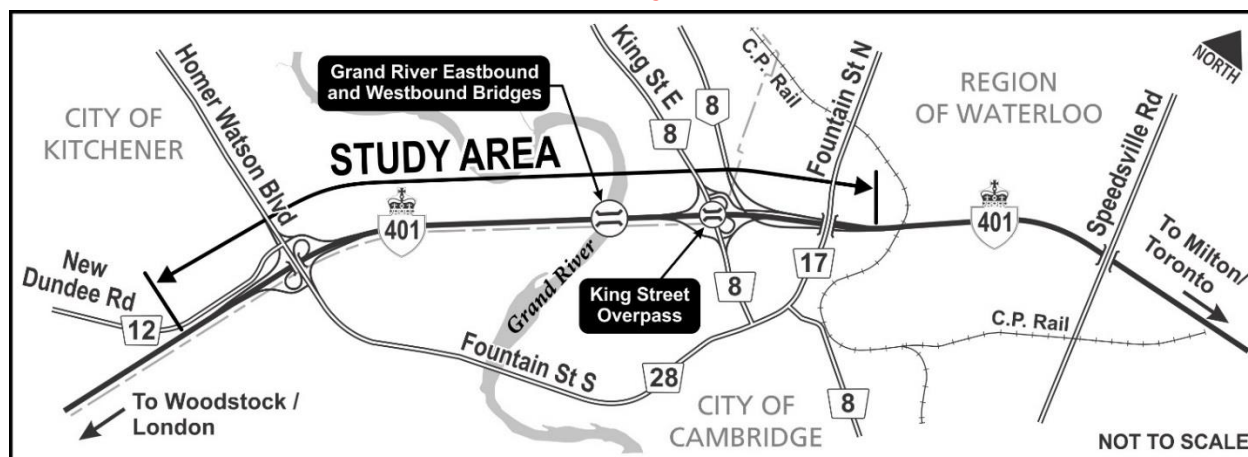 CITY OF
KITCHENER
Homer Watson Blvd
Grand River Eastbound
and Westbound Bridges
King St E
8
8
C.P. Rail
Fountain St N
REGION
OF WATERLOO
NORTH
Speedsville Rd
STUDY AREA
401
401
To Milton/
Toronto
New
Dundee Rd
12
Grand River
King Street
Overpass
17
8
C.P. Rail
Fountain St S
28
8
To Woodstock /
London
CITY OF
CAMBRIDGE
NOT TO SCALE